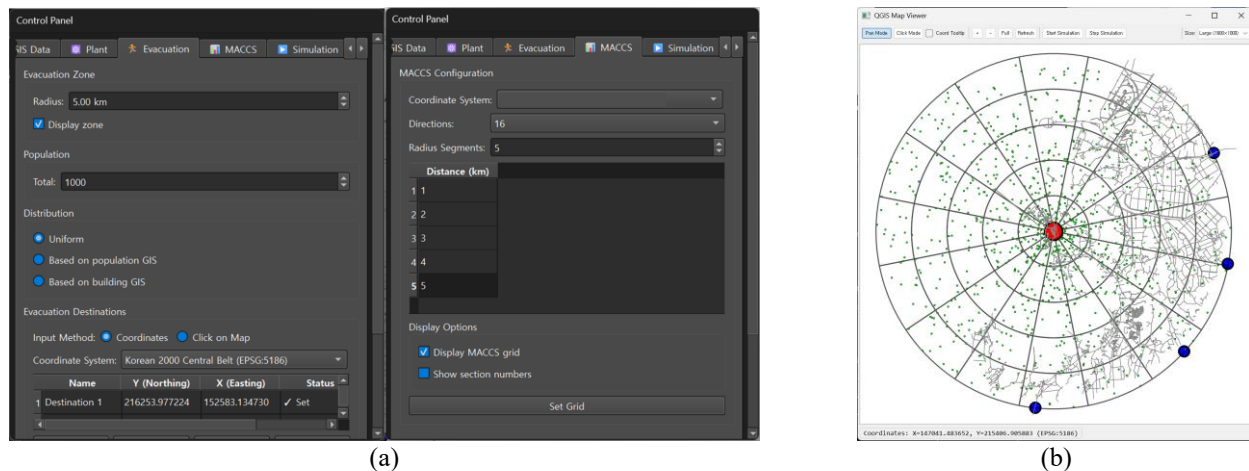 Control Panel
GIS Data
Plant
Evacuation
MACCS
Simulation
Evacuation Zone
Radius: 5.00 km
Display zone
Population
Total: 1000
Distribution
Uniform
Based on population GIS
Based on building GIS
Evacuation Destinations
Input Method: Coordinates Click on Map
Coordinate System: Korean 2000 Central Belt (EPSG:5186)
Name Y (Northing) X (Easting) Status
1 Destination 1 216253.977224 152583.134730 ✓ Set
Control Panel
GIS Data
Plant
Evacuation
MACCS
Simulation
MACCS Configuration
Coordinate System:
Directions: 16
Radius Segments: 5
Distance (km)
1 1
2 2
3 3
4 4
5 5
Display Options
Display MACCS grid
Show section numbers
Set Grid
(a)
QGIS Map Viewer
Pan Mode Click Mode Coord Tooltip + - Full Refresh Start Simulation Stop Simulation Size: Large (1000×1000)
Coordinates: X=187041.483652, Y=215406.905883 (EPSG:5186)
(b)